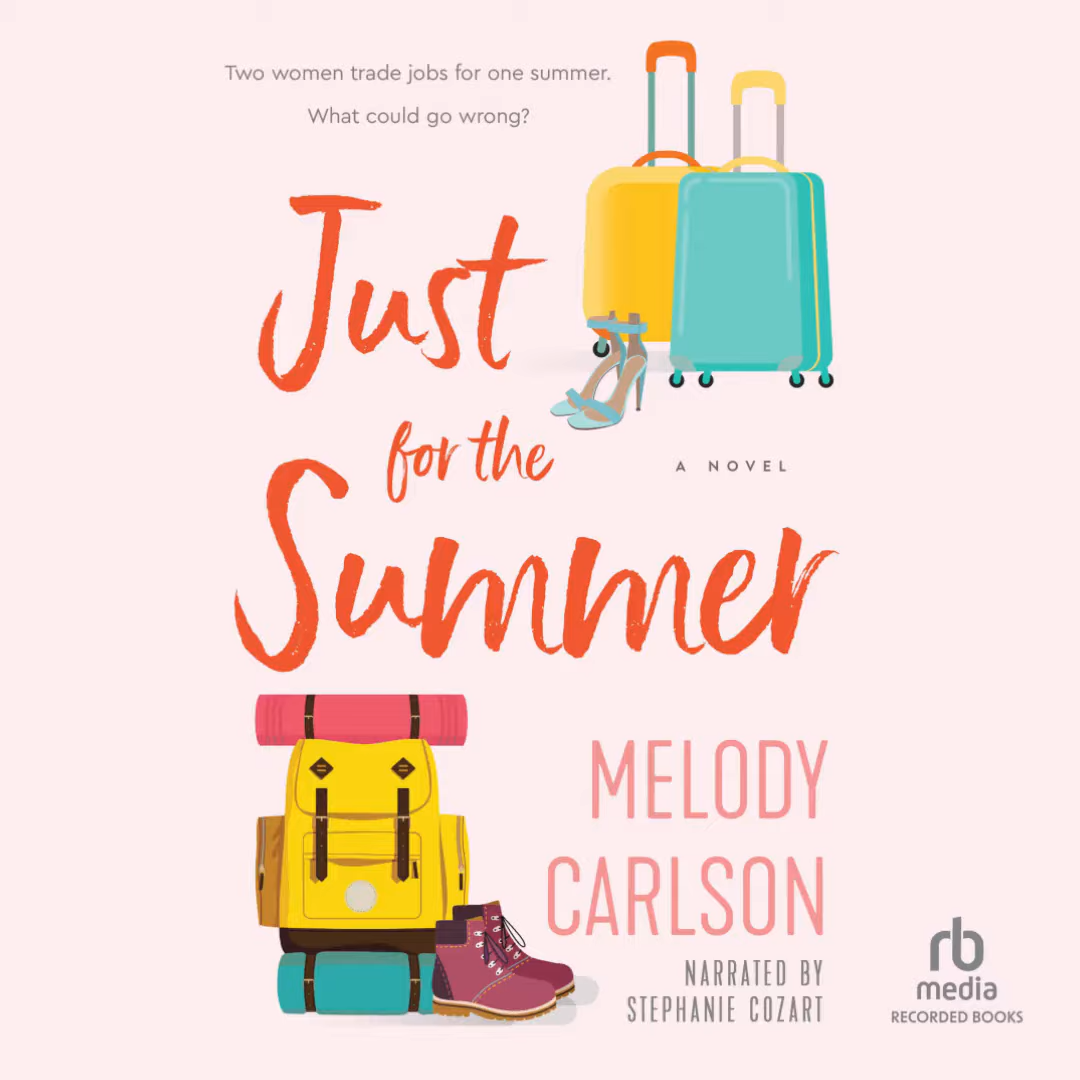 Two women trade jobs for one summer.
What could go wrong?
Just
for the
A NOVEL
Summer
MELODY
CARLSON
NARRATED BY
STEPHANIE COZART
rb
media
RECORDED BOOKS